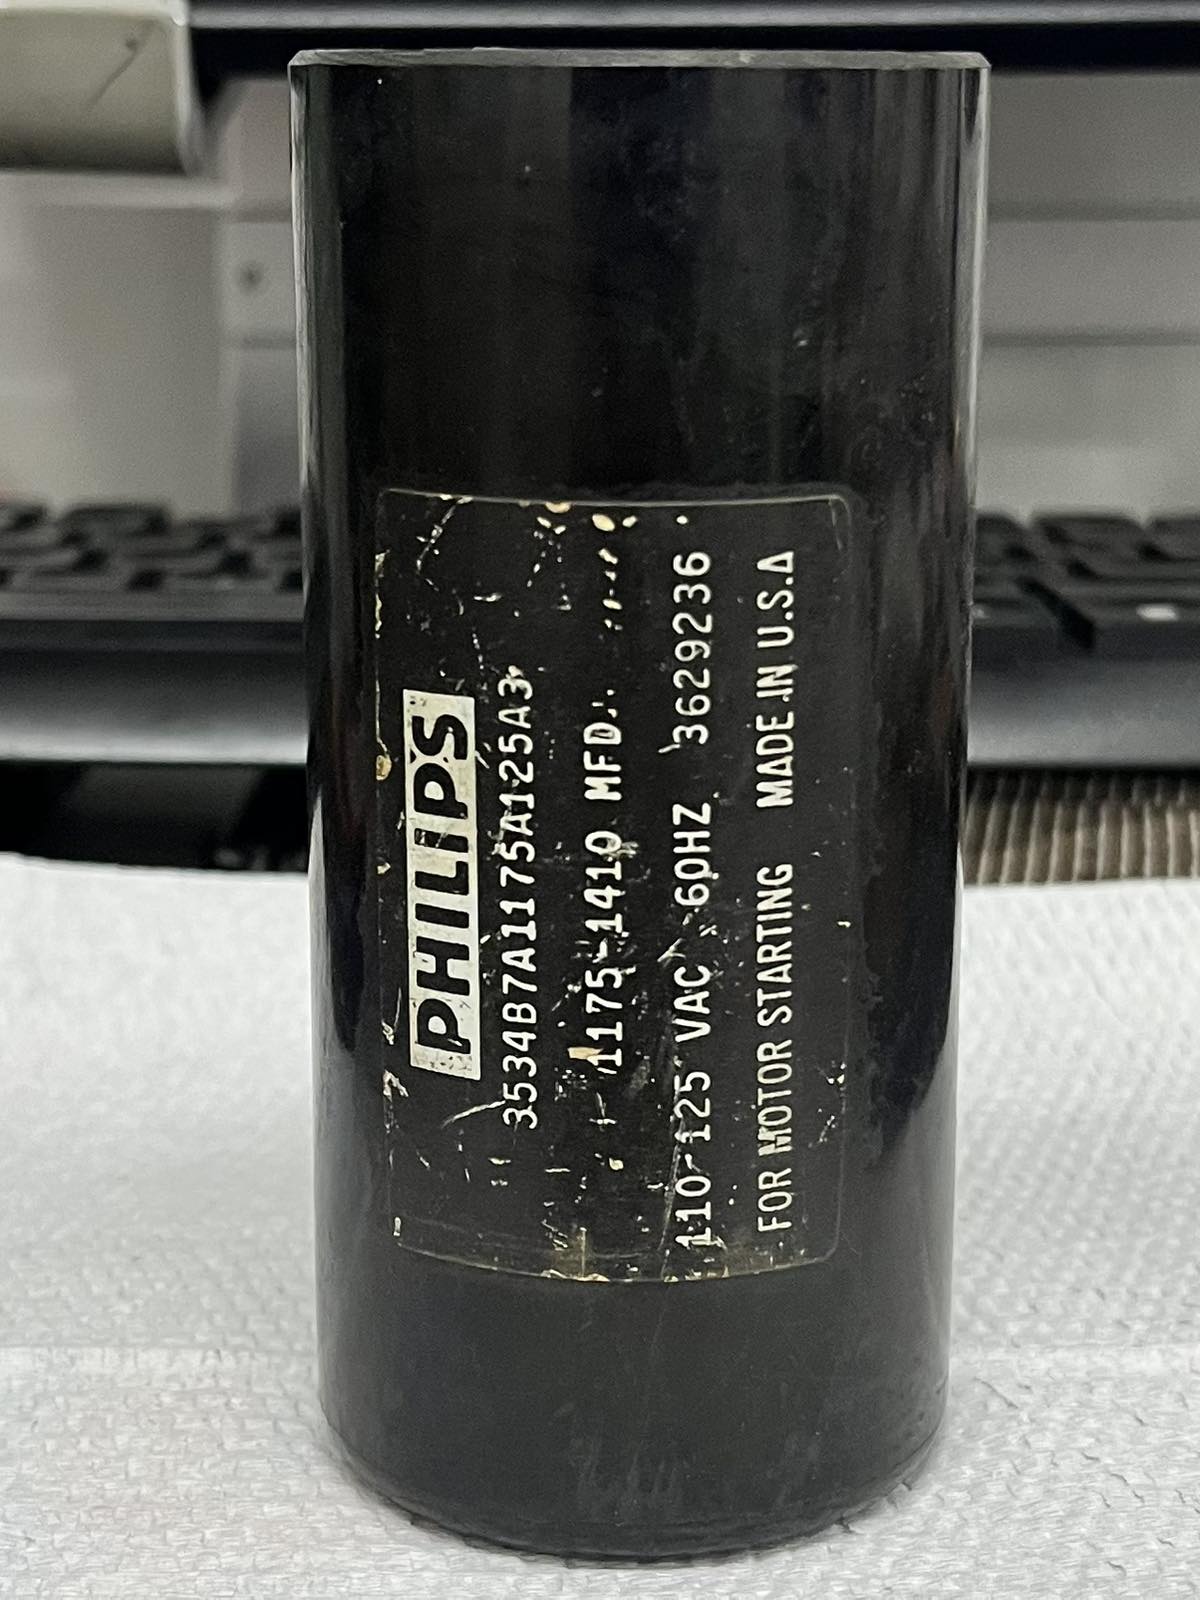 PHILIPS
3534B7A1175A125A3
1175-1410 MFD.
110-125 VAC 60HZ 3629236
FOR MOTOR STARTING MADE IN U.S.A